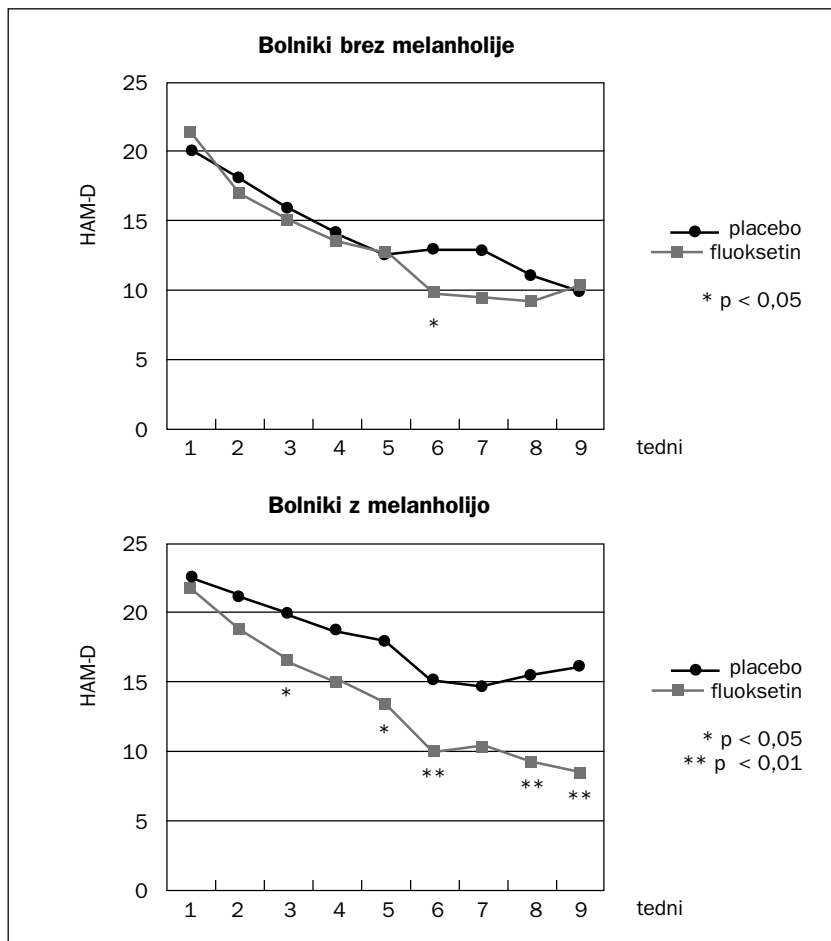 Bolniki brez melanholije
25
20
15
10
5
0
HAM-D
1 2 3 4 5 6 7 8 9 tedni
*
placebo
fluoksetin
* p < 0,05
Bolniki z melanholijo
25
20
15
10
5
0
HAM-D
1 2 3 4 5 6 7 8 9 tedni
*
*
**
**
**
placebo
fluoksetin
* p < 0,05
** p < 0,01